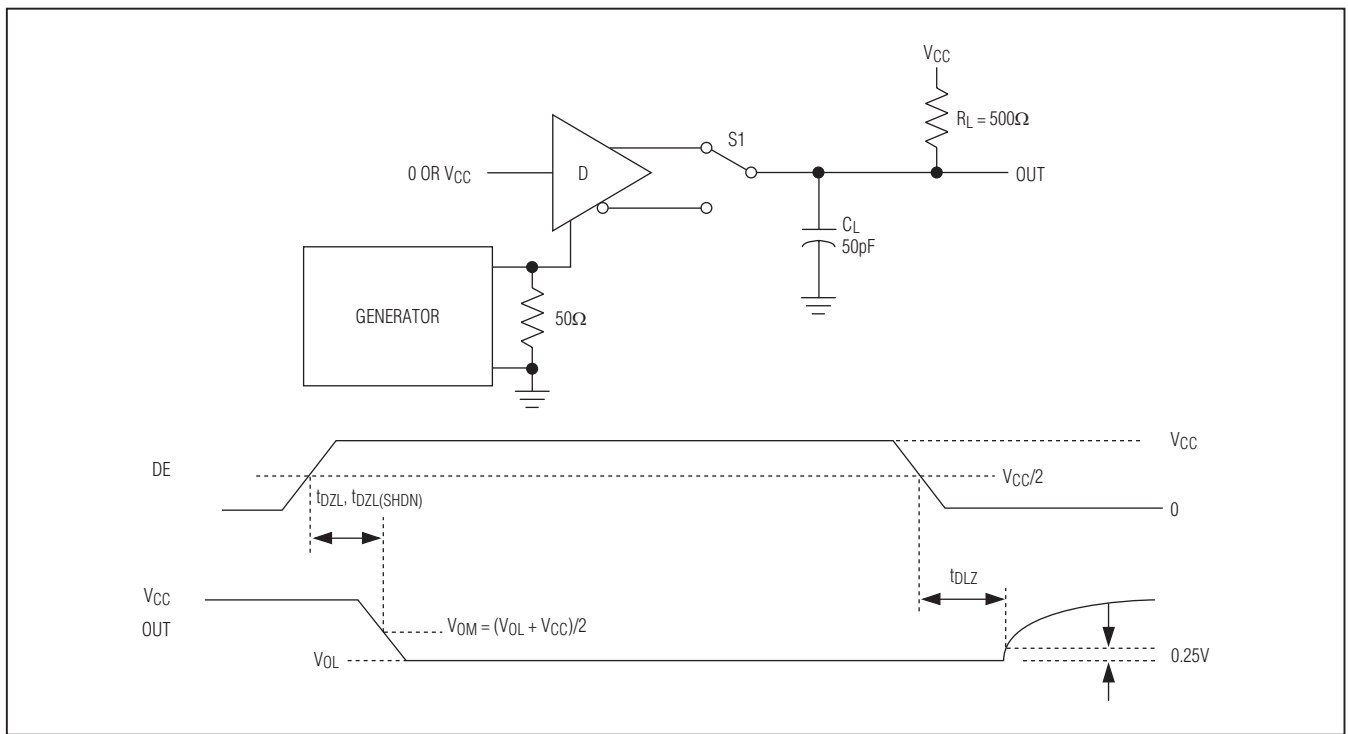 VCC
RL = 500Ω
S1
0 OR VCC
D
OUT
CL
50pF
GENERATOR
50Ω
VCC
DE
VCC/2
tDZL, tDZL(SHDN)
0
tDLZ
VCC
OUT
VOM = (VOL + VCC)/2
VOL
0.25V